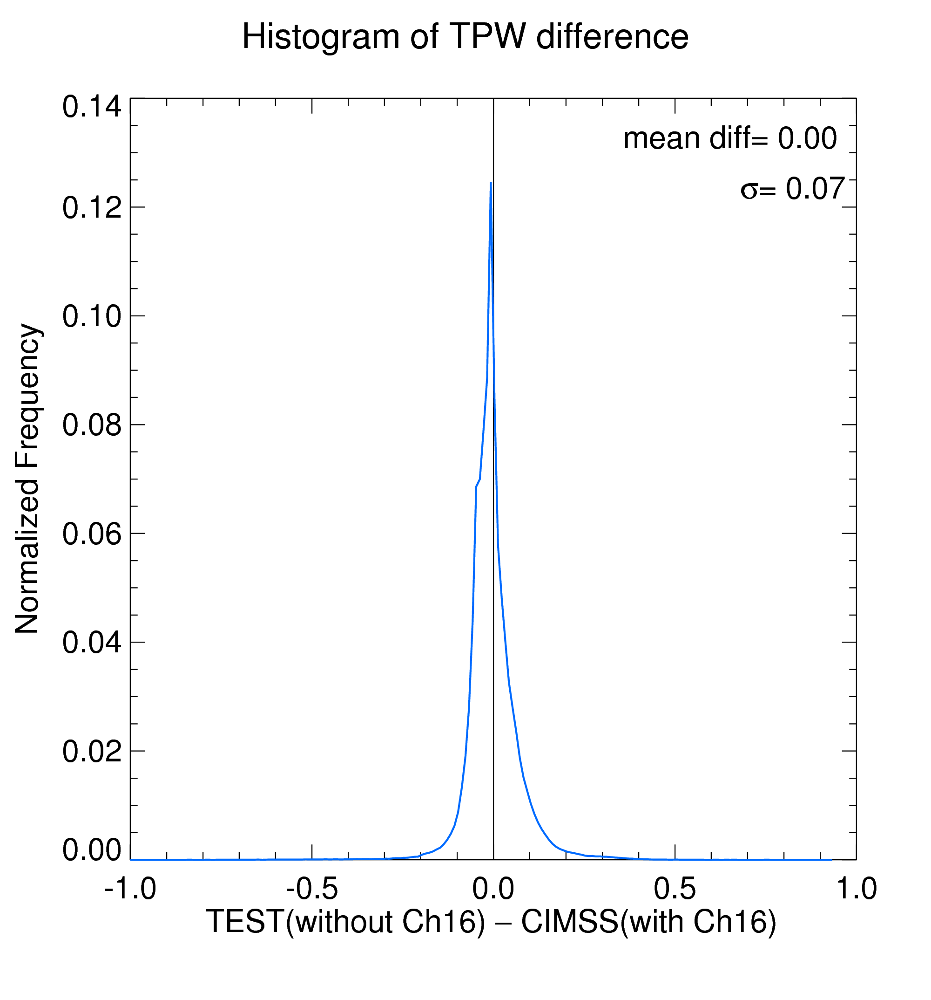 Histogram of TPW difference
0.14
mean diff= 0.00
σ= 0.07
0.12
0.10
0.08
0.06
0.04
0.02
0.00
Normalized Frequency
-1.0 -0.5 0.0 0.5 1.0
TEST(without Ch16) – CIMSS(with Ch16)